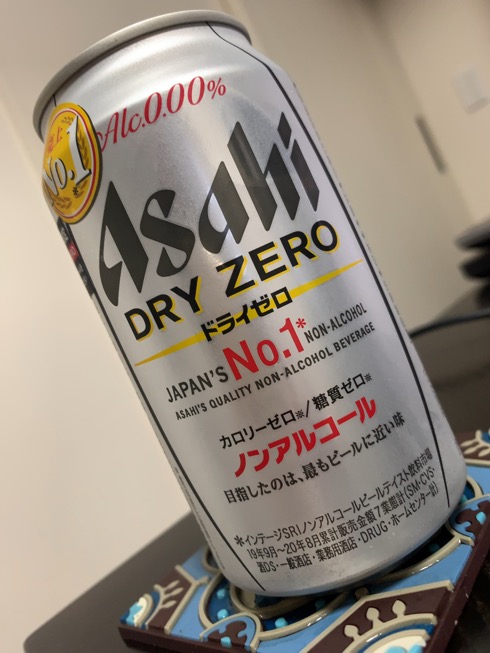 Alc.0.00%
売上
No.1
Asahi
DRY ZERO
ドライゼロ
JAPAN'S No.1* NON-ALCOHOL
ASAHI'S QUALITY NON-ALCOHOL BEVERAGE
カロリーゼロ※/糖質ゼロ※
ノンアルコール
目指したのは、最もビールに近い味
*インテージSRIノンアルコールビールテイスト飲料市場
19年9月~20年8月累計販売金額7業態計(SM・CVS・
酒DS・一般酒店・業務用酒店・DRUG・ホームセンター計)